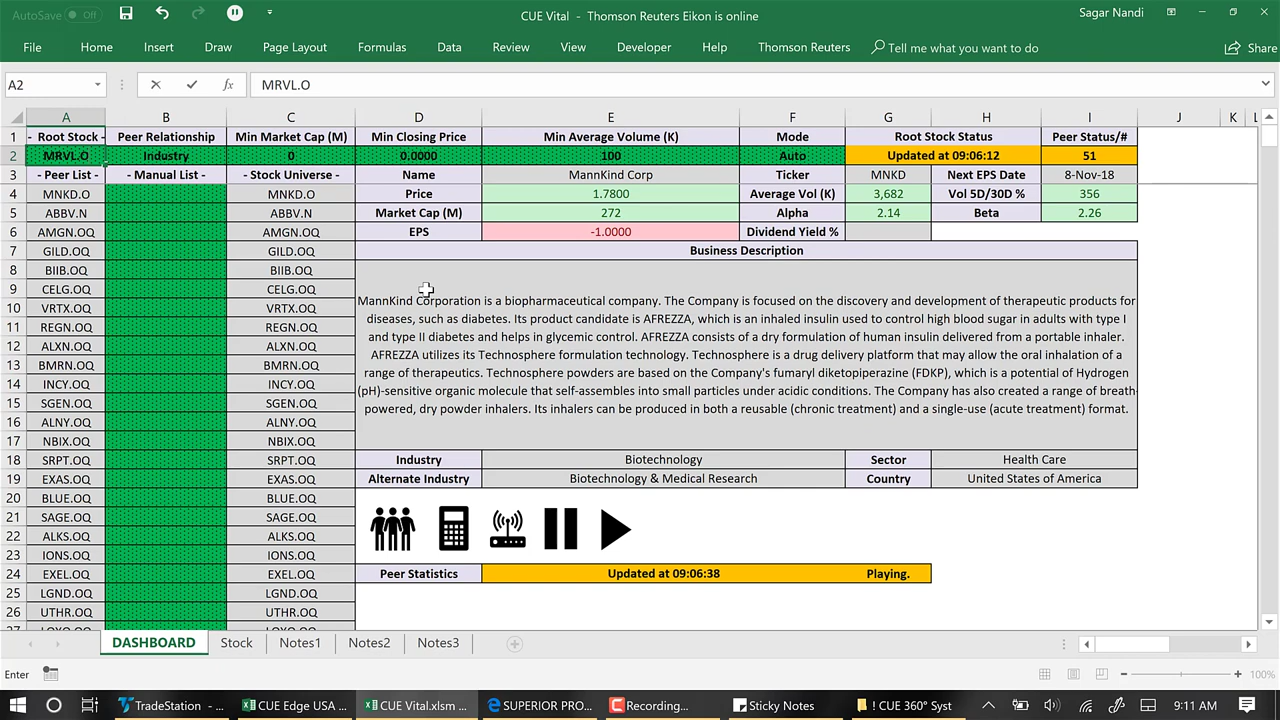 AutoSave Off CUE Vital - Thomson Reuters Eikon is online Sagar Nandi
File Home Insert Draw Page Layout Formulas Data Review View Developer Help Thomson Reuters Tell me what you want to do Share
A2 fx MRVL.O
A B C D E F G H I J K L
1 - Root Stock - Peer Relationship Min Market Cap (M) Min Closing Price Min Average Volume (K) Mode Root Stock Status Peer Status/#
2 MRVL.O Industry 0 0.0000 100 Auto Updated at 09:06:12 51
3 - Peer List - - Manual List - - Stock Universe - Name MannKind Corp Ticker MNKD Next EPS Date 8-Nov-18
4 MNKD.O MNKD.O Price 1.7800 Average Vol (K) 3,682 Vol 5D/30D % 356
5 ABBV.N ABBV.N Market Cap (M) 272 Alpha 2.14 Beta 2.26
6 AMGN.OQ AMGN.OQ EPS -1.0000 Dividend Yield %
7 GILD.OQ GILD.OQ Business Description
8 BIIB.OQ BIIB.OQ
9 CELG.OQ CELG.OQ MannKind Corporation is a biopharmaceutical company. The Company is focused on the discovery and development of therapeutic products for
10 VRTX.OQ VRTX.OQ diseases, such as diabetes. Its product candidate is AFREZZA, which is an inhaled insulin used to control high blood sugar in adults with type I
11 REGN.OQ REGN.OQ and type II diabetes and helps in glycemic control. AFREZZA consists of a dry formulation of human insulin delivered from a portable inhaler.
12 ALXN.OQ ALXN.OQ AFREZZA utilizes its Technosphere formulation technology. Technosphere is a drug delivery platform that may allow the oral inhalation of a
13 BMRN.OQ BMRN.OQ range of therapeutics. Technosphere powders are based on the Company's fumaryl diketopiperazine (FDKP), which is a potential of Hydrogen
14 INCY.OQ INCY.OQ (pH)-sensitive organic molecule that self-assembles into small particles under acidic conditions. The Company has also created a range of breath-
15 SGEN.OQ SGEN.OQ powered, dry powder inhalers. Its inhalers can be produced in both a reusable (chronic treatment) and a single-use (acute treatment) format.
16 ALNY.OQ ALNY.OQ
17 NBIX.OQ NBIX.OQ
18 SRPT.OQ SRPT.OQ Industry Biotechnology Sector Health Care
19 EXAS.OQ EXAS.OQ Alternate Industry Biotechnology & Medical Research Country United States of America
20 BLUE.OQ BLUE.OQ
21 SAGE.OQ SAGE.OQ
22 ALKS.OQ ALKS.OQ
23 IONS.OQ IONS.OQ
24 EXEL.OQ EXEL.OQ Peer Statistics Updated at 09:06:38 Playing.
25 LGND.OQ LGND.OQ
26 UTHR.OQ UTHR.OQ
DASHBOARD Stock Notes1 Notes2 Notes3
Enter 100%
TradeStation - ... CUE Edge USA ... CUE Vital.xlsm ... SUPERIOR PRO... Recording... Sticky Notes ! CUE 360° Syst 9:11 AM